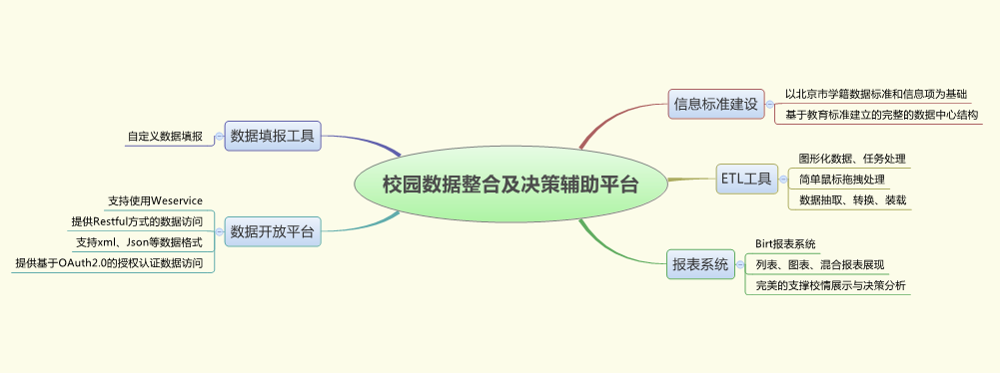 校园数据整合及决策辅助平台
信息标准建设
以北京市学籍数据标准和信息项为基础
基于教育标准建立的完整的数据中心结构
ETL工具
图形化数据、任务处理
简单鼠标拖拽处理
数据抽取、转换、装载
报表系统
Birt报表系统
列表、图表、混合报表展现
完美的支撑校情展示与决策分析
数据填报工具
自定义数据填报
数据开放平台
支持使用Weservice
提供Restful方式的数据访问
支持xml、Json等数据格式
提供基于OAuth2.0的授权认证数据访问